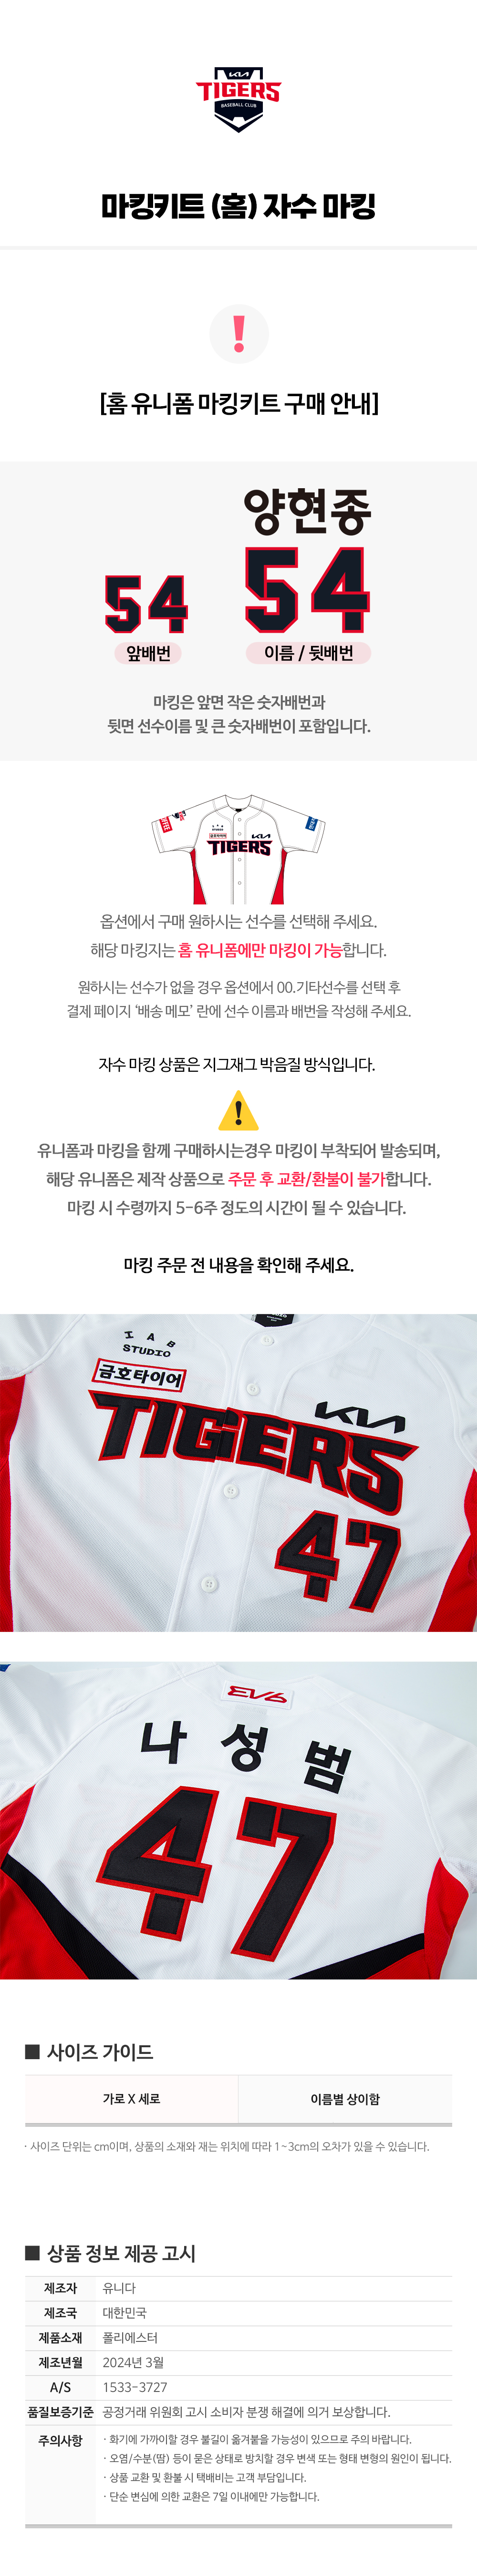 KIA
TIGERS
BASEBALL CLUB
마킹키트 (홈) 자수 마킹
!
[홈 유니폼 마킹키트 구매 안내]
양현종
54
54
앞배번
이름 / 뒷배번
마킹은 앞면 작은 숫자배번과
뒷면 선수이름 및 큰 숫자배번이 포함입니다.
KIA
TIGERS
옵션에서 구매 원하시는 선수를 선택해 주세요.
해당 마킹지는 홈 유니폼에만 마킹이 가능합니다.
원하시는 선수가 없을 경우 옵션에서 00.기타선수를 선택 후
결제 페이지 ‘배송 메모’ 란에 선수 이름과 배번을 작성해 주세요.
자수 마킹 상품은 지그재그 박음질 방식입니다.
!
유니폼과 마킹을 함께 구매하시는경우 마킹이 부착되어 발송되며,
해당 유니폼은 제작 상품으로 주문 후 교환/환불이 불가합니다.
마킹 시 수령까지 5-6주 정도의 시간이 될 수 있습니다.
마킹 주문 전 내용을 확인해 주세요.
I A B
STUDIO
금호타이어
KIA
TIGERS
47
EV6
나성범
47
■ 사이즈 가이드
가로 X 세로 이름별 상이함
· 사이즈 단위는 cm이며, 상품의 소재와 재는 위치에 따라 1~3cm의 오차가 있을 수 있습니다.
■ 상품 정보 제공 고시
제조자 유니다
제조국 대한민국
제품소재 폴리에스터
제조년월 2024년 3월
A/S 1533-3727
품질보증기준 공정거래 위원회 고시 소비자 분쟁 해결에 의거 보상합니다.
주의사항 · 화기에 가까이할 경우 불길이 옮겨붙을 가능성이 있으므로 주의 바랍니다.
· 오염/수분(땀) 등이 묻은 상태로 방치할 경우 변색 또는 형태 변형의 원인이 됩니다.
· 상품 교환 및 환불 시 택배비는 고객 부담입니다.
· 단순 변심에 의한 교환은 7일 이내에만 가능합니다.